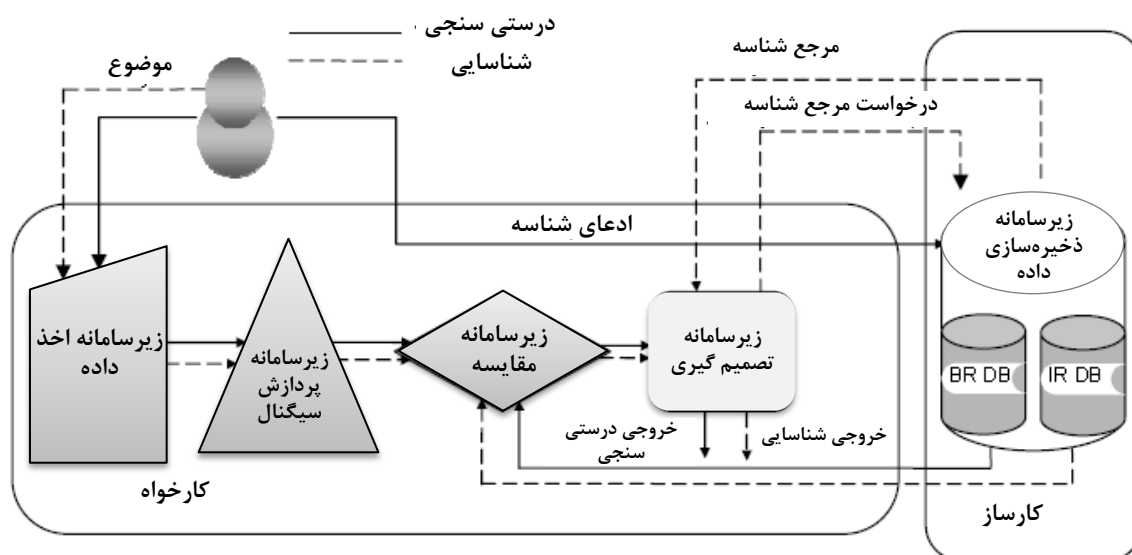 درستی سنجی
شناسایی
موضوع
مرجع شناسه
درخواست مرجع شناسه
ادعای شناسه
زیرسامانه
ذخیره‌سازی
داده
زیرسامانه اخذ
داده
زیرسامانه
پردازش
سیگنال
زیرسامانه
مقایسه
زیرسامانه
تصمیم گیری
BR DB
IR DB
خروجی درستی
سنجی
خروجی شناسایی
کارخواه
کارساز